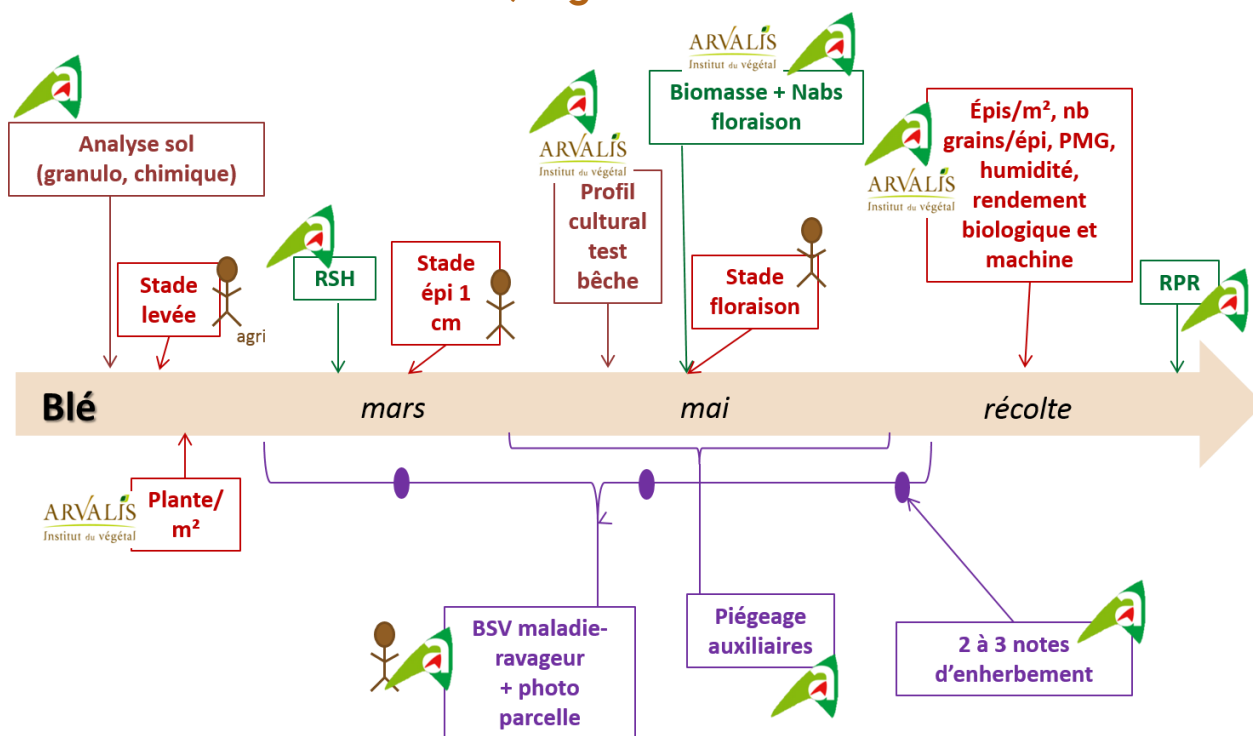 ARVALIS
Institut du végétal
Biomasse + Nabs
floraison
Analyse sol
(granulo, chimique)
ARVALIS
Institut du végétal
Profil
cultural
test
bêche
Épis/m², nb
grains/épi, PMG,
humidité,
rendement
biologique et
machine
ARVALIS
Institut du végétal
Stade
levée
agri
RSH
Stade
épi 1
cm
Stade
floraison
RPR
Blé
mars
mai
récolte
ARVALIS
Institut du végétal
Plante/
m²
BSV maladie-
ravageur
+ photo
parcelle
Piégeage
auxiliaires
2 à 3 notes
d'enherbement